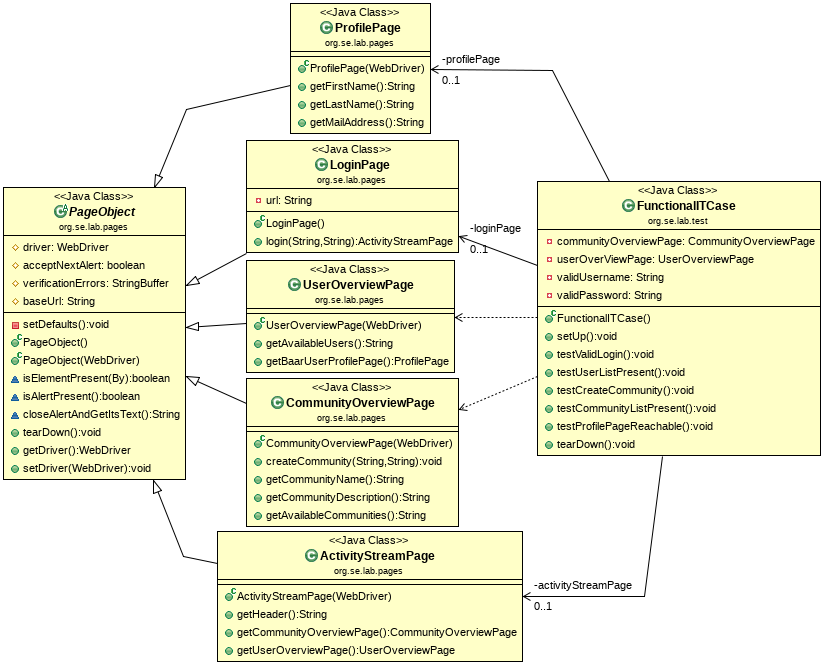 <<Java Class>>
ProfilePage
org.se.lab.pages
ProfilePage(WebDriver)
getFirstName():String
getLastName():String
getMailAddress():String
-profilePage
0..1
<<Java Class>>
LoginPage
org.se.lab.pages
url: String
LoginPage()
login(String,String):ActivityStreamPage
-loginPage
0..1
<<Java Class>>
PageObject
org.se.lab.pages
driver: WebDriver
acceptNextAlert: boolean
verificationErrors: StringBuffer
baseUrl: String
setDefaults():void
PageObject()
PageObject(WebDriver)
isElementPresent(By):boolean
isAlertPresent():boolean
closeAlertAndGetItsText():String
tearDown():void
getDriver():WebDriver
setDriver(WebDriver):void
<<Java Class>>
FunctionalITCase
org.se.lab.test
communityOverviewPage: CommunityOverviewPage
userOverViewPage: UserOverviewPage
validUsername: String
validPassword: String
FunctionalITCase()
setUp():void
testValidLogin():void
testUserListPresent():void
testCreateCommunity():void
testCommunityListPresent():void
testProfilePageReachable():void
tearDown():void
<<Java Class>>
UserOverviewPage
org.se.lab.pages
UserOverviewPage(WebDriver)
getAvailableUsers():String
getBaarUserProfilePage():ProfilePage
<<Java Class>>
CommunityOverviewPage
org.se.lab.pages
CommunityOverviewPage(WebDriver)
createCommunity(String,String):void
getCommunityName():String
getCommunityDescription():String
getAvailableCommunities():String
<<Java Class>>
ActivityStreamPage
org.se.lab.pages
ActivityStreamPage(WebDriver)
getHeader():String
getCommunityOverviewPage():CommunityOverviewPage
getUserOverviewPage():UserOverviewPage
-activityStreamPage
0..1